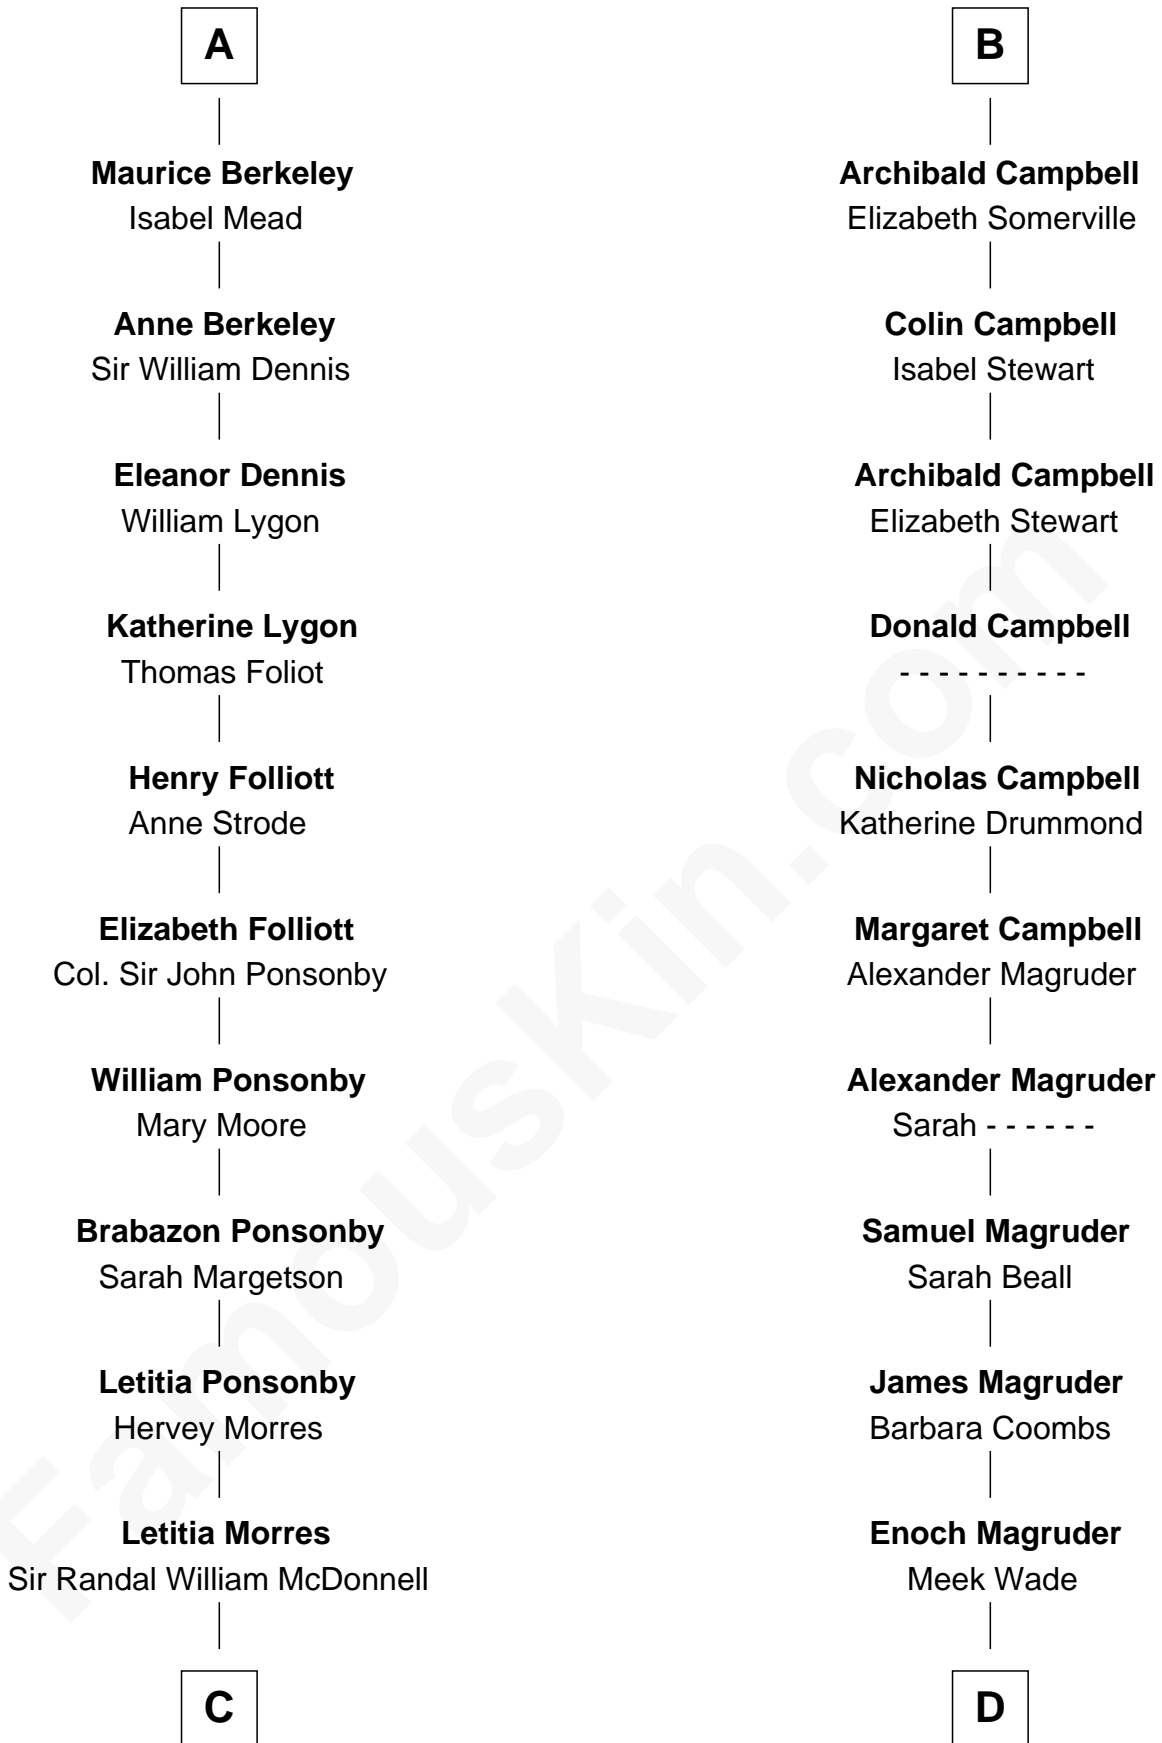 A
Maurice Berkeley
Isabel Mead
Anne Berkeley
Sir William Dennis
Eleanor Dennis
William Lygon
Katherine Lygon
Thomas Foliot
Henry Folliott
Anne Strode
Elizabeth Folliott
Col. Sir John Ponsonby
William Ponsonby
Mary Moore
Brabazon Ponsonby
Sarah Margetson
Letitia Ponsonby
Hervey Morres
Letitia Morres
Sir Randal William McDonnell
C
B
Archibald Campbell
Elizabeth Somerville
Colin Campbell
Isabel Stewart
Archibald Campbell
Elizabeth Stewart
Donald Campbell
- - - - - - - - - -
Nicholas Campbell
Katherine Drummond
Margaret Campbell
Alexander Magruder
Alexander Magruder
Sarah - - - - - -
Samuel Magruder
Sarah Beall
James Magruder
Barbara Coombs
Enoch Magruder
Meek Wade
D
FamousKin.com